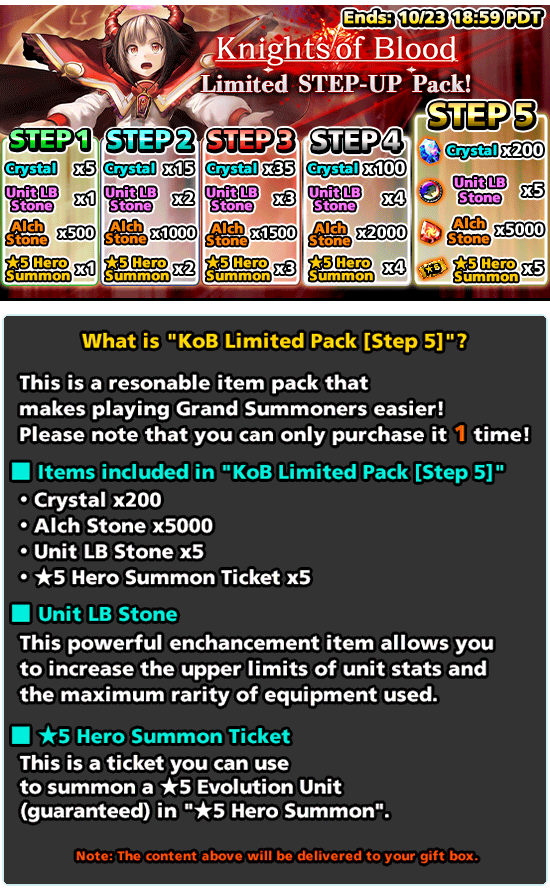 Ends: 10/23 18:59 PDT
Knights of Blood
Limited STEP-UP Pack!
STEP 1
Crystal x5
Unit LB Stone x1
Alch Stone x500
★5 Hero Summon x1
STEP 2
Crystal x15
Unit LB Stone x2
Alch Stone x1000
★5 Hero Summon x2
STEP 3
Crystal x35
Unit LB Stone x3
Alch Stone x1500
★5 Hero Summon x3
STEP 4
Crystal x100
Unit LB Stone x4
Alch Stone x2000
★5 Hero Summon x4
STEP 5
Crystal x200
Unit LB Stone x5
Alch Stone x5000
★5 Hero Summon x5
What is "KoB Limited Pack [Step 5]"?
This is a resonable item pack that
makes playing Grand Summoners easier!
Please note that you can only purchase it 1 time!
■ Items included in "KoB Limited Pack [Step 5]"
• Crystal x200
• Alch Stone x5000
• Unit LB Stone x5
• ★5 Hero Summon Ticket x5
■ Unit LB Stone
This powerful enchancement item allows you
to increase the upper limits of unit stats and
the maximum rarity of equipment used.
■ ★5 Hero Summon Ticket
This is a ticket you can use
to summon a ★5 Evolution Unit
(guaranteed) in "★5 Hero Summon".
Note: The content above will be delivered to your gift box.